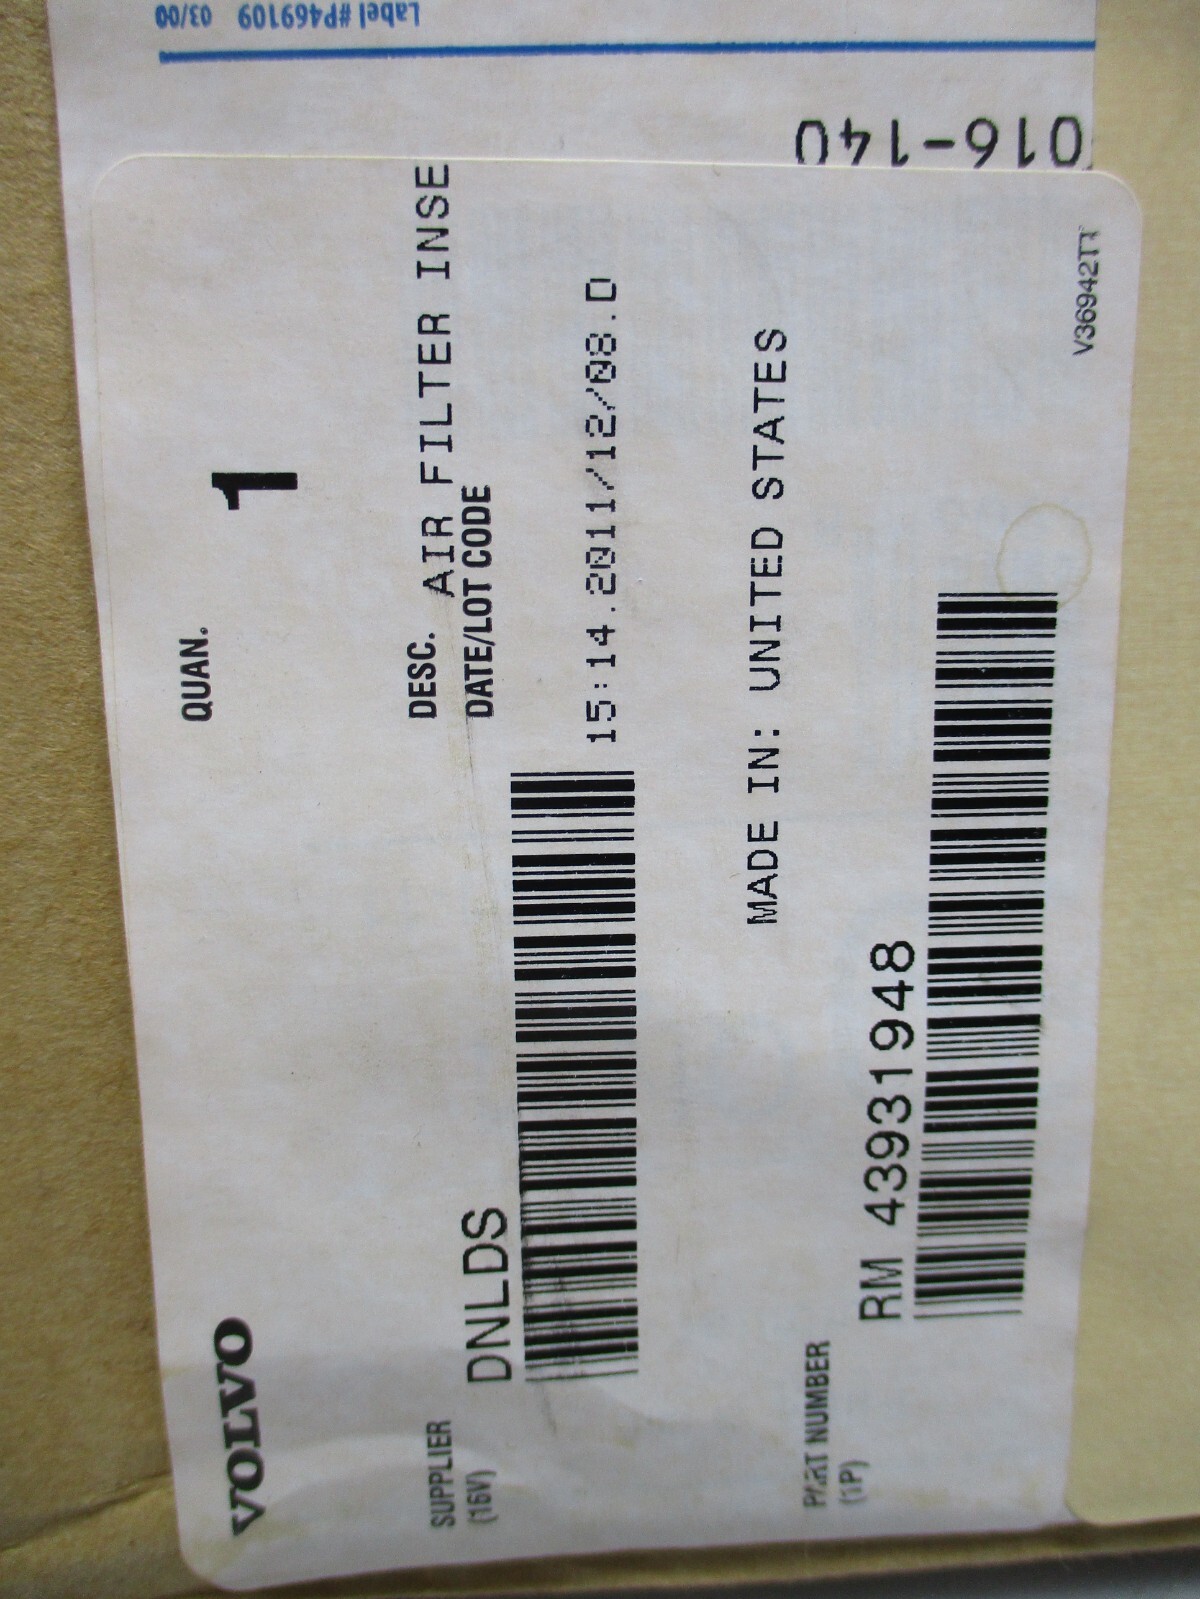 VOLVO
QUAN.
1
SUPPLIER
(16V)
DNLDS
DESC. AIR FILTER INSE
DATE/LOT CODE
15:14.2011/12/08.D
MADE IN: UNITED STATES
PART NUMBER
(1P)
RM 43931948
V36942TT
016-140
Label #P469109 03/00